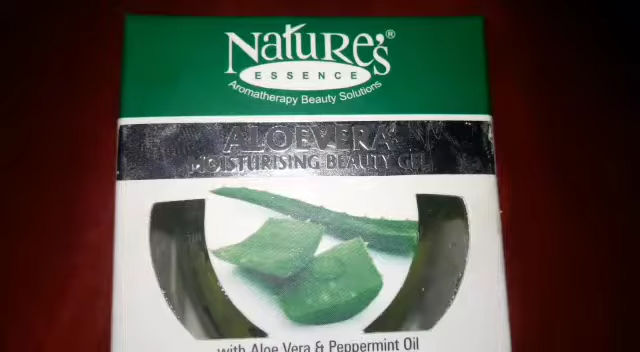 NATURE'S®
ESSENCE
Aromatherapy Beauty Solutions
ALOEVERA
MOISTURISING BEAUTY GEL
with Aloe Vera & Peppermint Oil